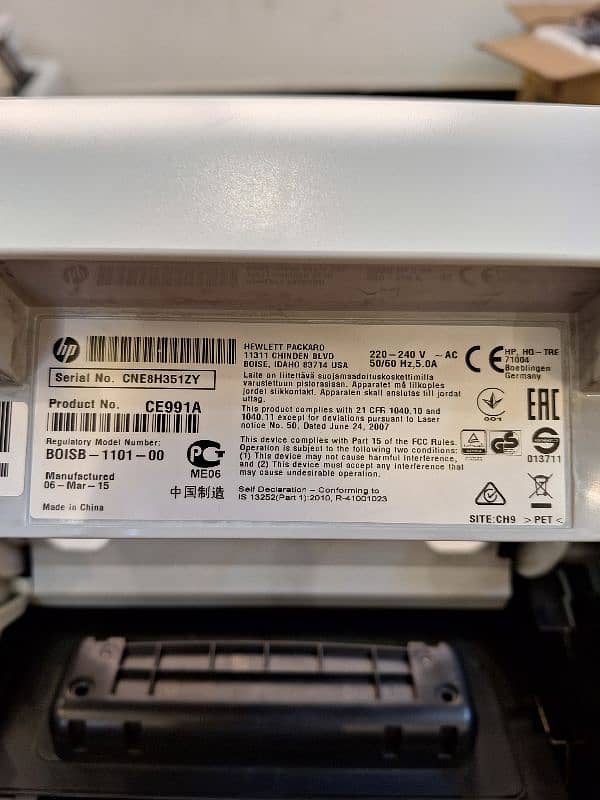 hp
Serial No. CNE8H351ZY
Product No. CE991A
Regulatory Model Number:
BOISB-1101-00
Manufactured
06-Mar-15
Made in China
PG
ME06
中国制造
HEWLETT PACKARD
11311 CHINDEN BLVD
BOISE, IDAHO 83714 USA
220-240 V ~ AC
50/60 Hz, 5.0A
CE
HP, HQ-TRE
71004
Boeblingen
Germany
Laite on liitettävä suojamaadoituskoskettimilla
varustettuun pistorasiaan. Apparatet må tilkoples
jordet stikkontakt. Apparaten skall anslutas till jordat
uttag.
This product complies with 21 CFR 1040.10 and
1040.11 except for deviations pursuant to Laser
notice No. 50, Dated June 24, 2007
This device complies with Part 15 of the FCC Rules.
Operation is subject to the following two conditions:
(1) This device may not cause harmful interference,
and (2) This device must accept any interference that
may cause undesirable operation.
Self Declaration - Conforming to
IS 13252(Part 1):2010, R-41001023
001
EAC
GS
013711
SITE:CH9 >PET<